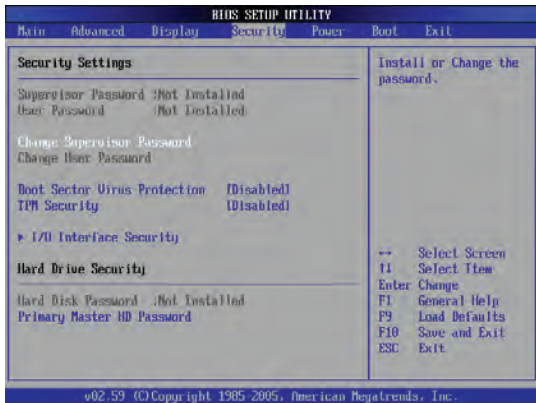 BIOS SETUP UTILITY
Main Advanced Display Security Power Boot Exit
Security Settings
Supervisor Password :Not Installed
User Password :Not Installed
Change Supervisor Password
Change User Password
Boot Sector Virus Protection [Disabled]
TPM Security [Disabled]
▶ I/O Interface Security
Hard Drive Security
Hard Disk Password :Not Installed
Primary Master HD Password
Install or Change the
password.
↔ Select Screen
↑↓ Select Item
Enter Change
F1 General Help
F9 Load Defaults
F10 Save and Exit
ESC Exit
v02.59 (C)Copyright 1985-2005, American Megatrends, Inc.